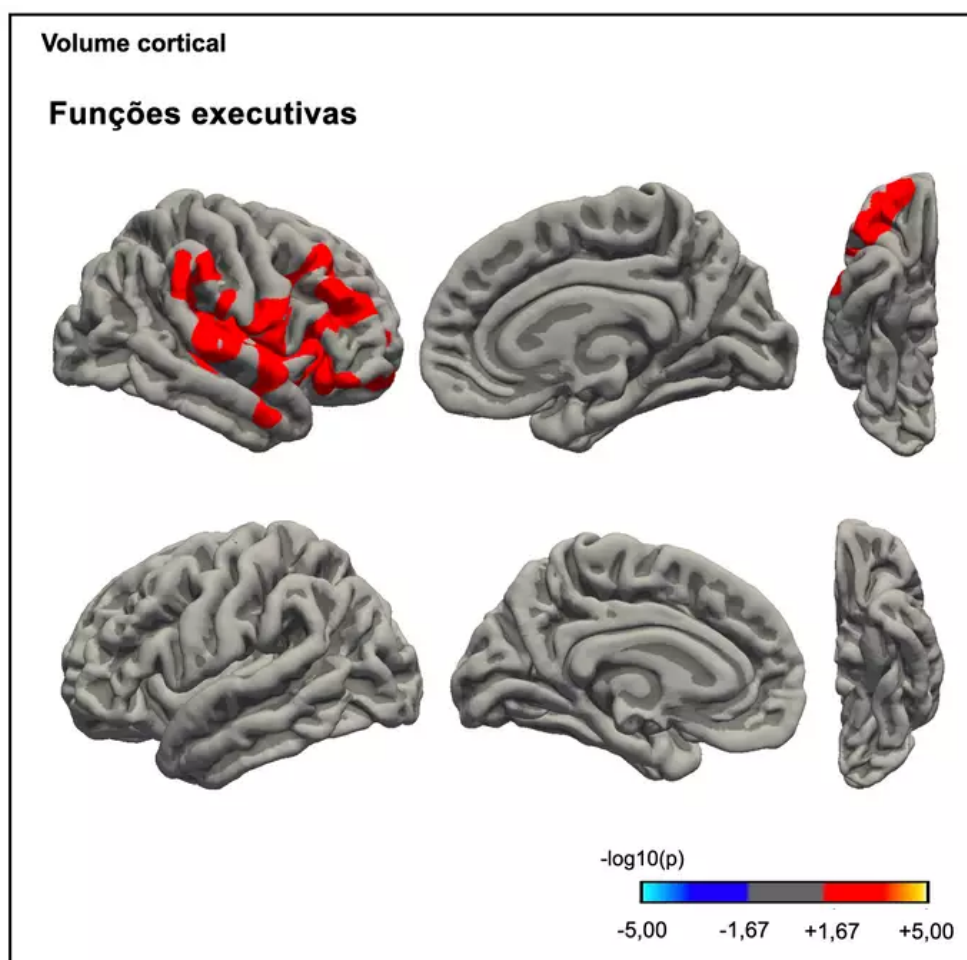 Volume cortical
Funções executivas
-log10(p)
-5,00 -1,67 +1,67 +5,00